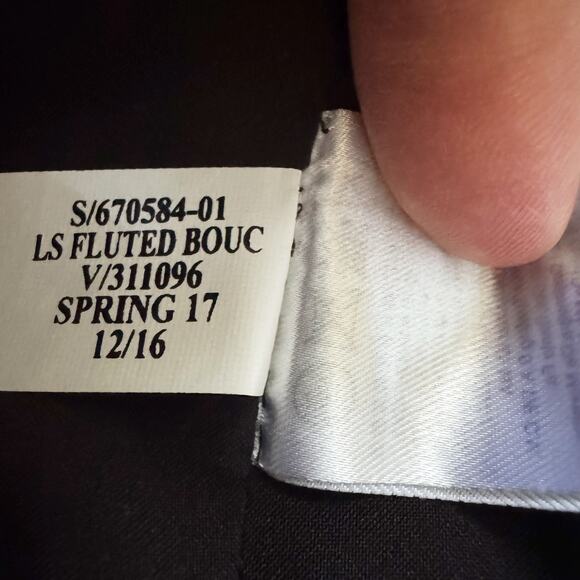 S/670584-01
LS FLUTED BOUC
V/311096
SPRING 17
12/16